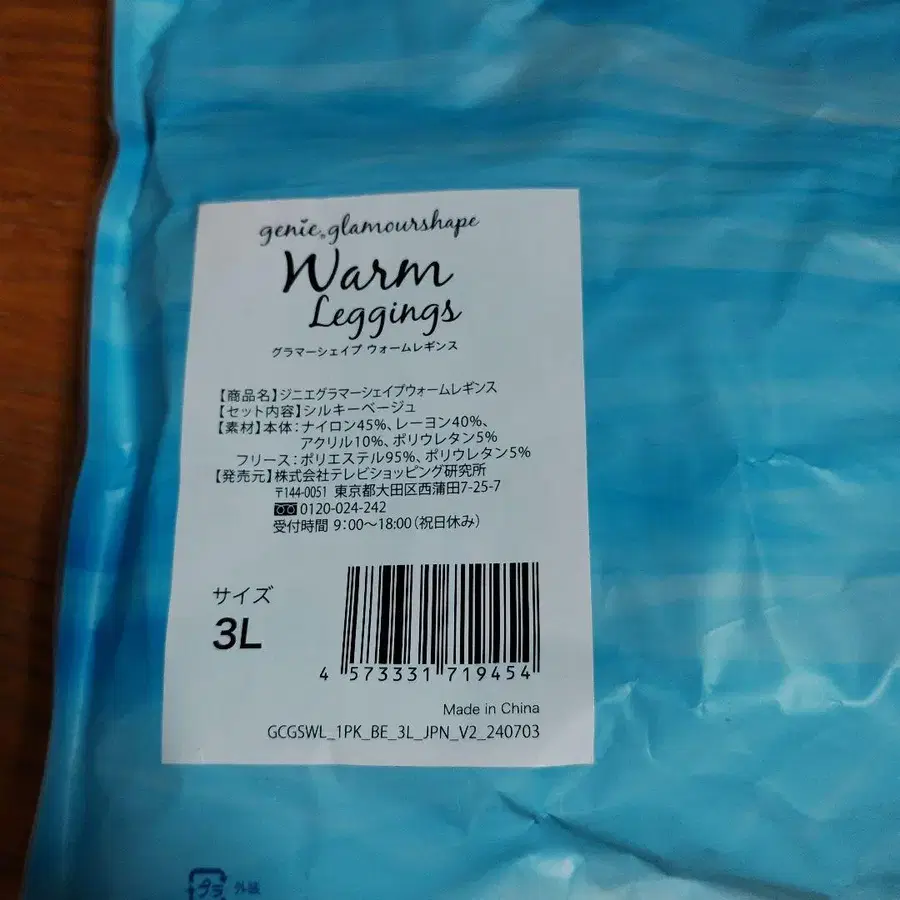 genie®glamourshape
Warm
Leggings
グラマーシェイプ ウォームレギンス
【商品名】ジニエグラマーシェイプウォームレギンス
【セット内容】シルキーベージュ
【素材】本体：ナイロン45%、レーヨン40%、
アクリル10%、ポリウレタン5%
フリース：ポリエステル95%、ポリウレタン5%
【発売元】株式会社テレビショッピング研究所
〒144-0051 東京都大田区西蒲田7-25-7
0120-024-242
受付時間 9：00～18:00（祝日休み）
サイズ
3L
4 573331 719454
Made in China
GCGSWL_1PK_BE_3L_JPN_V2_240703
プラ 外装